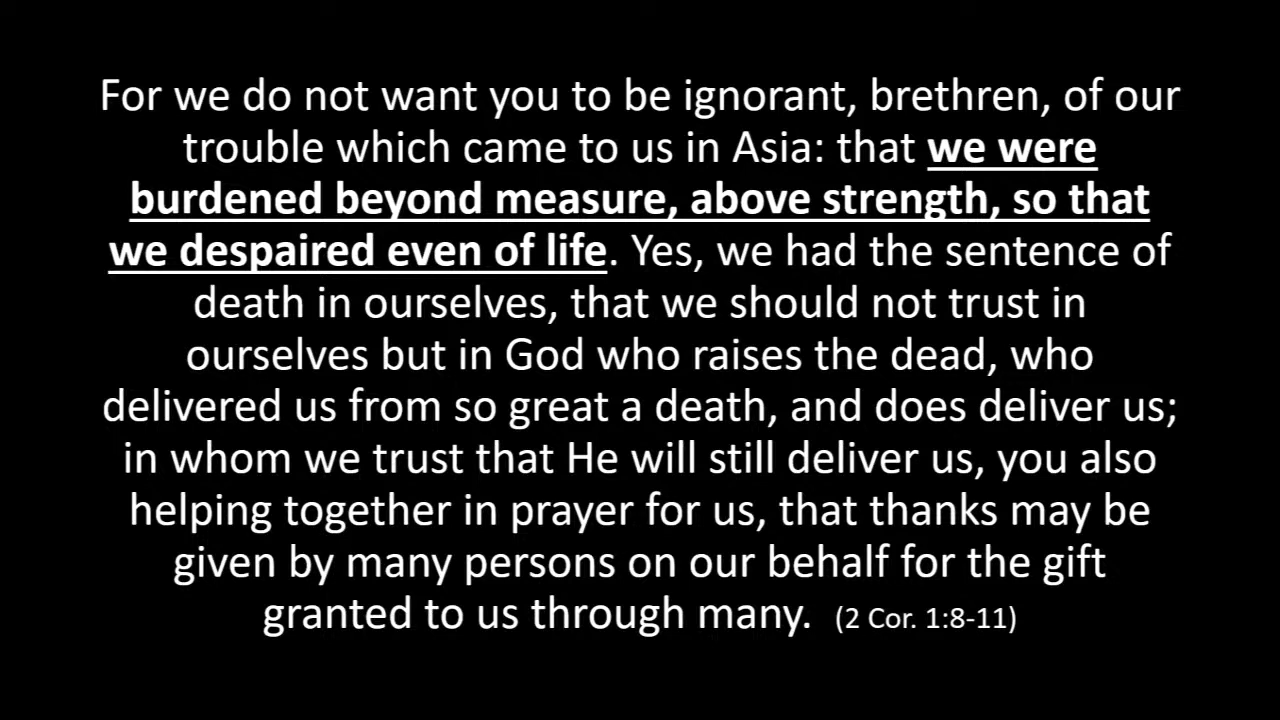 For we do not want you to be ignorant, brethren, of our
trouble which came to us in Asia: that we were
burdened beyond measure, above strength, so that
we despaired even of life. Yes, we had the sentence of
death in ourselves, that we should not trust in
ourselves but in God who raises the dead, who
delivered us from so great a death, and does deliver us;
in whom we trust that He will still deliver us, you also
helping together in prayer for us, that thanks may be
given by many persons on our behalf for the gift
granted to us through many. (2 Cor. 1:8-11)